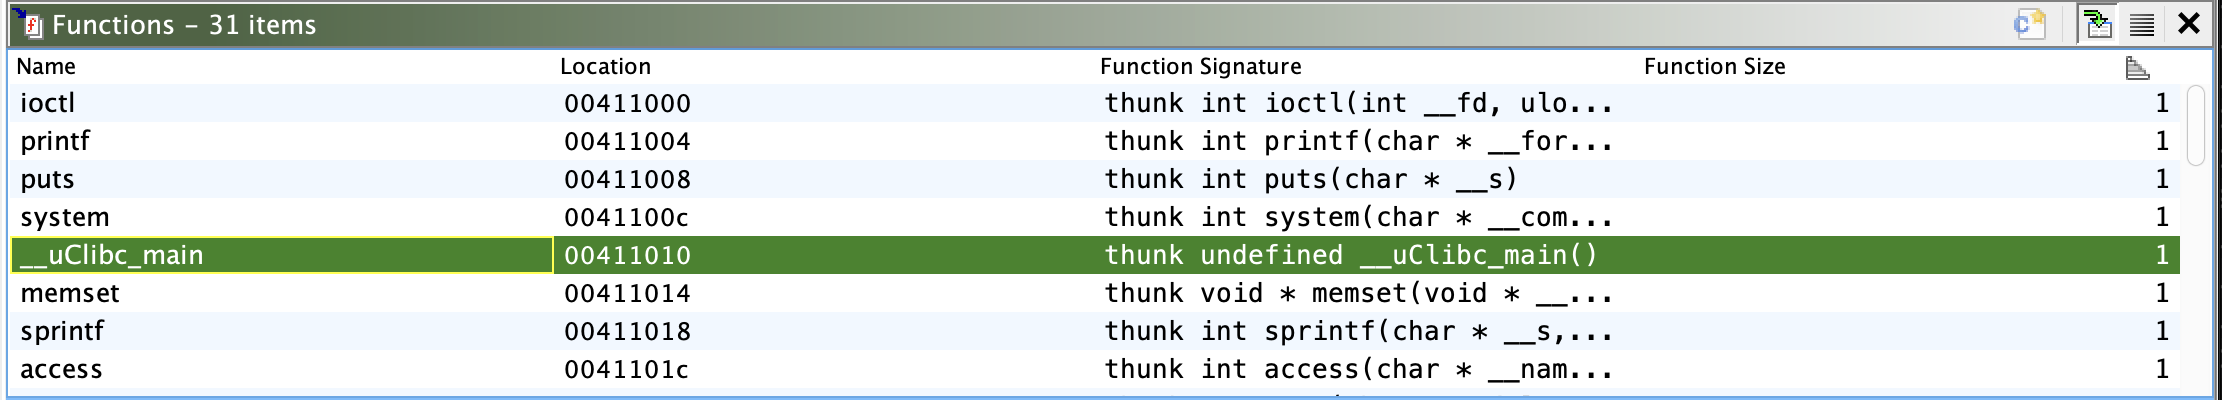 Functions – 31 items
Name Location Function Signature Function Size
ioctl 00411000 thunk int ioctl(int __fd, ulo... 1
printf 00411004 thunk int printf(char * __for... 1
puts 00411008 thunk int puts(char * __s) 1
system 0041100c thunk int system(char * __com... 1
__uClibc_main 00411010 thunk undefined __uClibc_main() 1
memset 00411014 thunk void * memset(void * __... 1
sprintf 00411018 thunk int sprintf(char * __s,... 1
access 0041101c thunk int access(char * __nam... 1